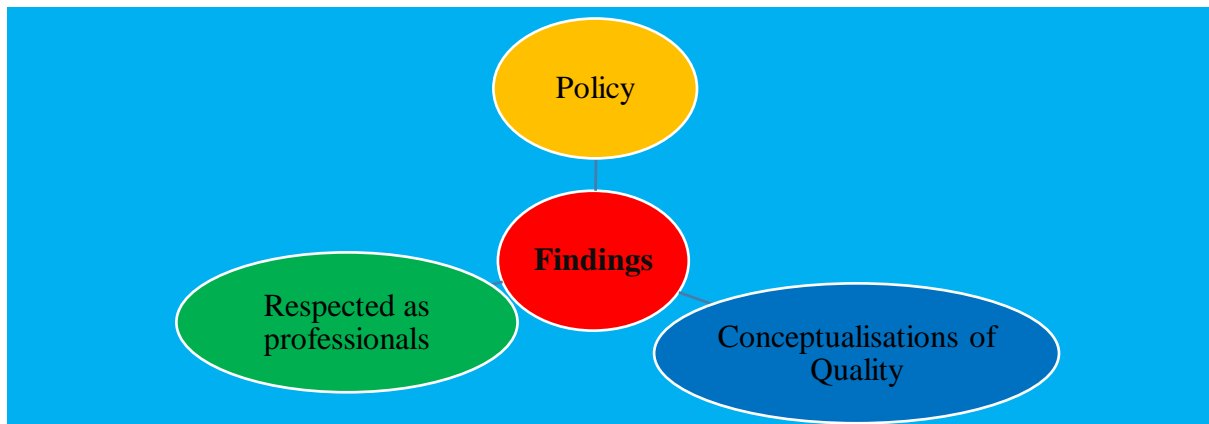 Policy
Findings
Respected as
professionals
Conceptualisations of
Quality